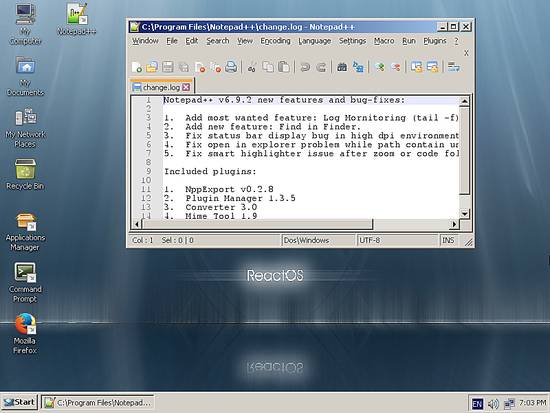 My Computer
Notepad++
My Documents
My Network Places
Recycle Bin
Applications Manager
Command Prompt
Mozilla Firefox
C:\Program Files\Notepad++\change.log - Notepad++
Window File Edit Search View Encoding Language Settings Macro Run Plugins ?
X
change.log
1 Notepad++ v6.9.2 new features and bug-fixes:
2
3 1. Add most wanted feature: Log Mornitoring (tail -f)
4 2. Add new feature: Find in Finder.
5 3. Fix status bar display bug in high dpi environment
6 4. Fix open in explorer problem while path contain un
7 5. Fix smart highlighter issue after zoom or code fol
8
9 Included plugins:
10
11 1. NppExport v0.2.8
12 2. Plugin Manager 1.3.5
13 3. Converter 3.0
14 4. Mime Tool 1.9
Col : 1 Sel : 0 | 0 Dos\Windows UTF-8 INS
ReactOS
Start C:\Program Files\Notepad... EN 7:03 PM